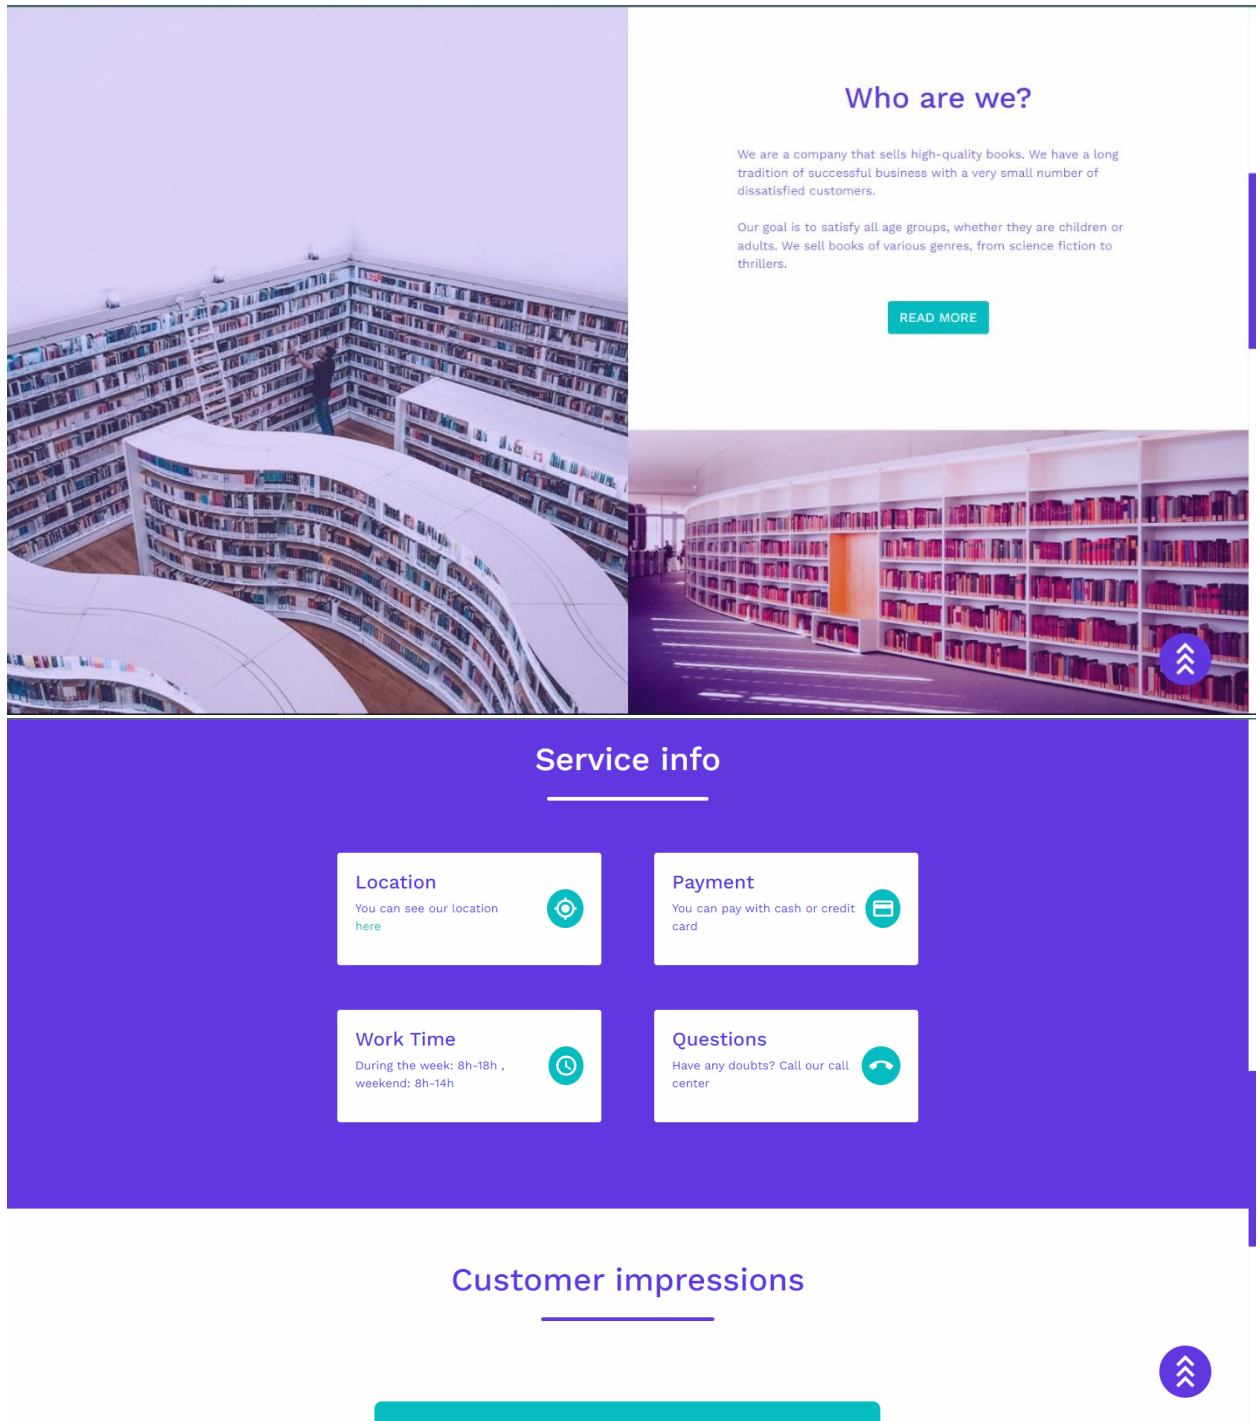 Who are we?
We are a company that sells high-quality books. We have a long
tradition of successful business with a very small number of
dissatisfied customers.
Our goal is to satisfy all age groups, whether they are children or
adults. We sell books of various genres, from science fiction to
thrillers.
READ MORE
Service info
Location
You can see our location
here
Payment
You can pay with cash or credit
card
Work Time
During the week: 8h-18h ,
weekend: 8h-14h
Questions
Have any doubts? Call our call
center
Customer impressions